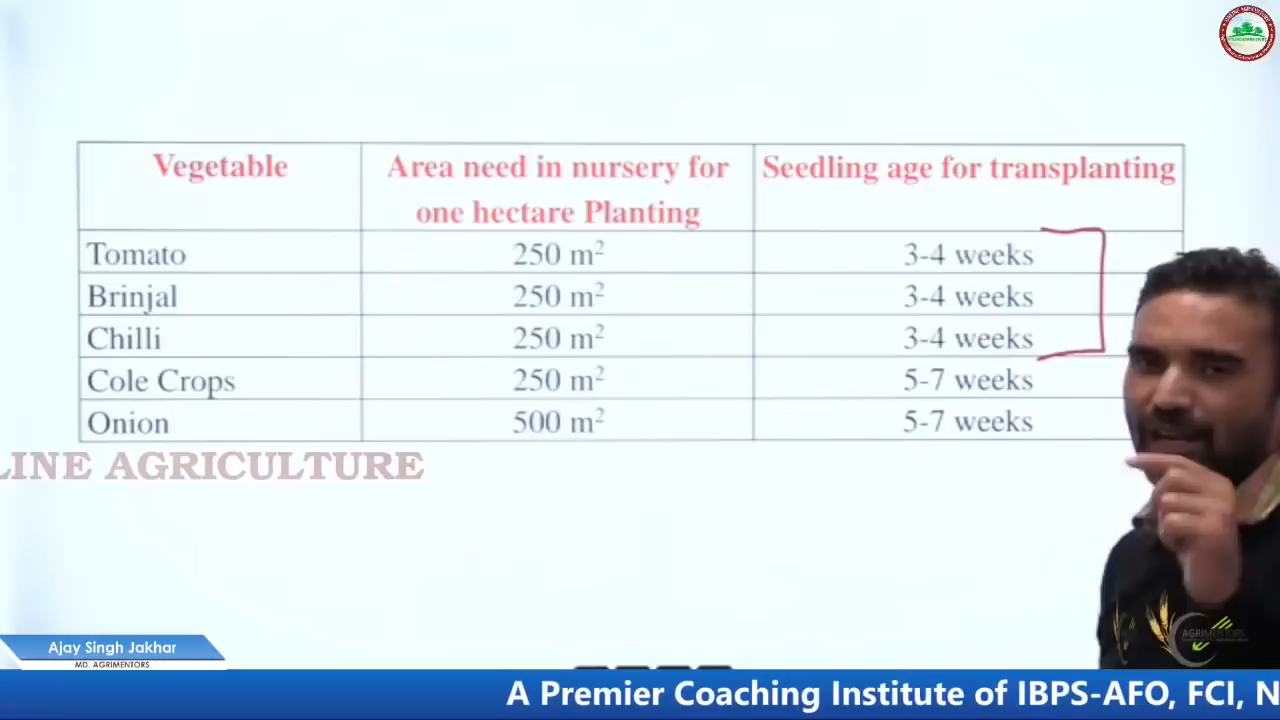 Vegetable
Area need in nursery for one hectare Planting
Seedling age for transplanting
Tomato 250 m² 3-4 weeks
Brinjal 250 m² 3-4 weeks
Chilli 250 m² 3-4 weeks
Cole Crops 250 m² 5-7 weeks
Onion 500 m² 5-7 weeks
LINE AGRICULTURE
AGRIMENTORS
Ajay Singh Jakhar
MD. AGRIMENTORS
A Premier Coaching Institute of IBPS-AFO, FCI, N